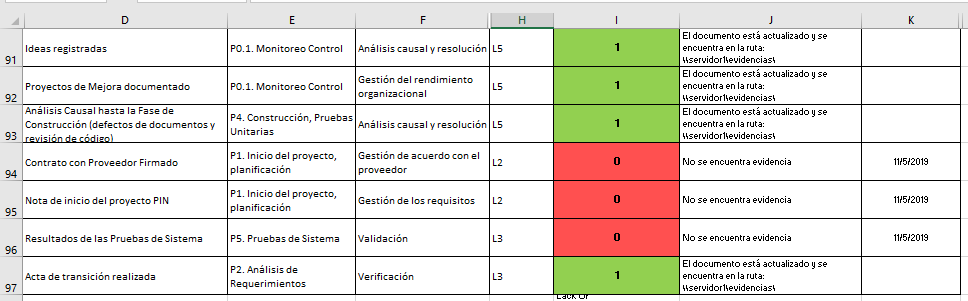 D E F H I J K
91 Ideas registradas P0.1. Monitoreo Control Análisis causal y resolución L5 1 El documento está actualizado y se
encuentra en la ruta:
\\servidor1\evidencias\
92 Proyectos de Mejora documentado P0.1. Monitoreo Control Gestión del rendimiento
organizacional L5 1 El documento está actualizado y se
encuentra en la ruta:
\\servidor1\evidencias\
93 Análisis Causal hasta la Fase de
Construcción (defectos de documentos y
revisión de código) P4. Construcción, Pruebas
Unitarias Análisis causal y resolución L5 1 El documento está actualizado y se
encuentra en la ruta:
\\servidor1\evidencias\
94 Contrato con Proveedor Firmado P1. Inicio del proyecto,
planificación Gestión de acuerdo con el
proveedor L2 0 No se encuentra evidencia 11/5/2019
95 Nota de inicio del proyecto PIN P1. Inicio del proyecto,
planificación Gestión de los requisitos L2 0 No se encuentra evidencia 11/5/2019
96 Resultados de las Pruebas de Sistema P5. Pruebas de Sistema Validación L3 0 No se encuentra evidencia 11/5/2019
97 Acta de transición realizada P2. Análisis de
Requerimientos Verificación L3 1 El documento está actualizado y se
encuentra en la ruta:
\\servidor1\evidencias\
Lack Of